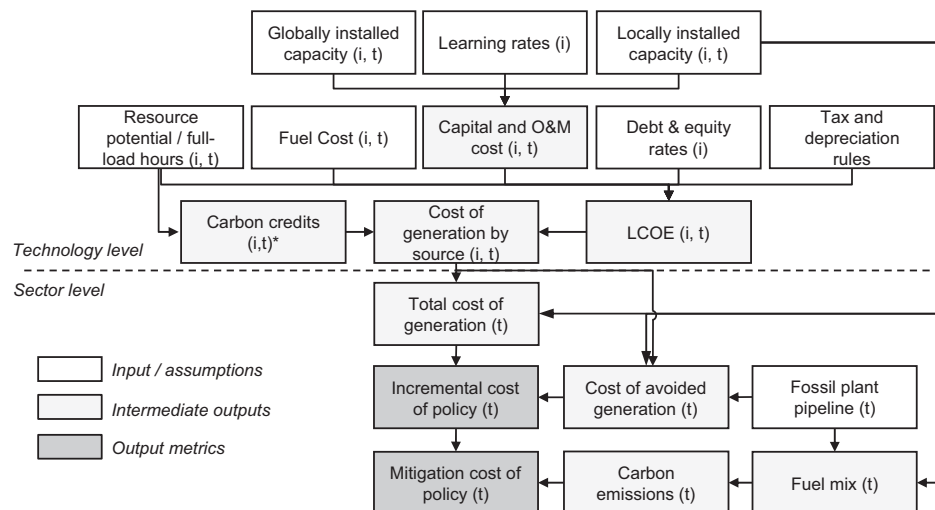 Globally installed
capacity (i, t)
Learning rates (i)
Locally installed
capacity (i, t)
Resource
potential / full-
load hours (i, t)
Fuel Cost (i, t)
Capital and O&M
cost (i, t)
Debt & equity
rates (i)
Tax and
depreciation
rules
Carbon credits
(i,t)*
Cost of
generation by
source (i, t)
LCOE (i, t)
Technology level
Sector level
Total cost of
generation (t)
Input / assumptions
Intermediate outputs
Output metrics
Incremental cost
of policy (t)
Cost of avoided
generation (t)
Fossil plant
pipeline (t)
Mitigation cost of
policy (t)
Carbon
emissions (t)
Fuel mix (t)